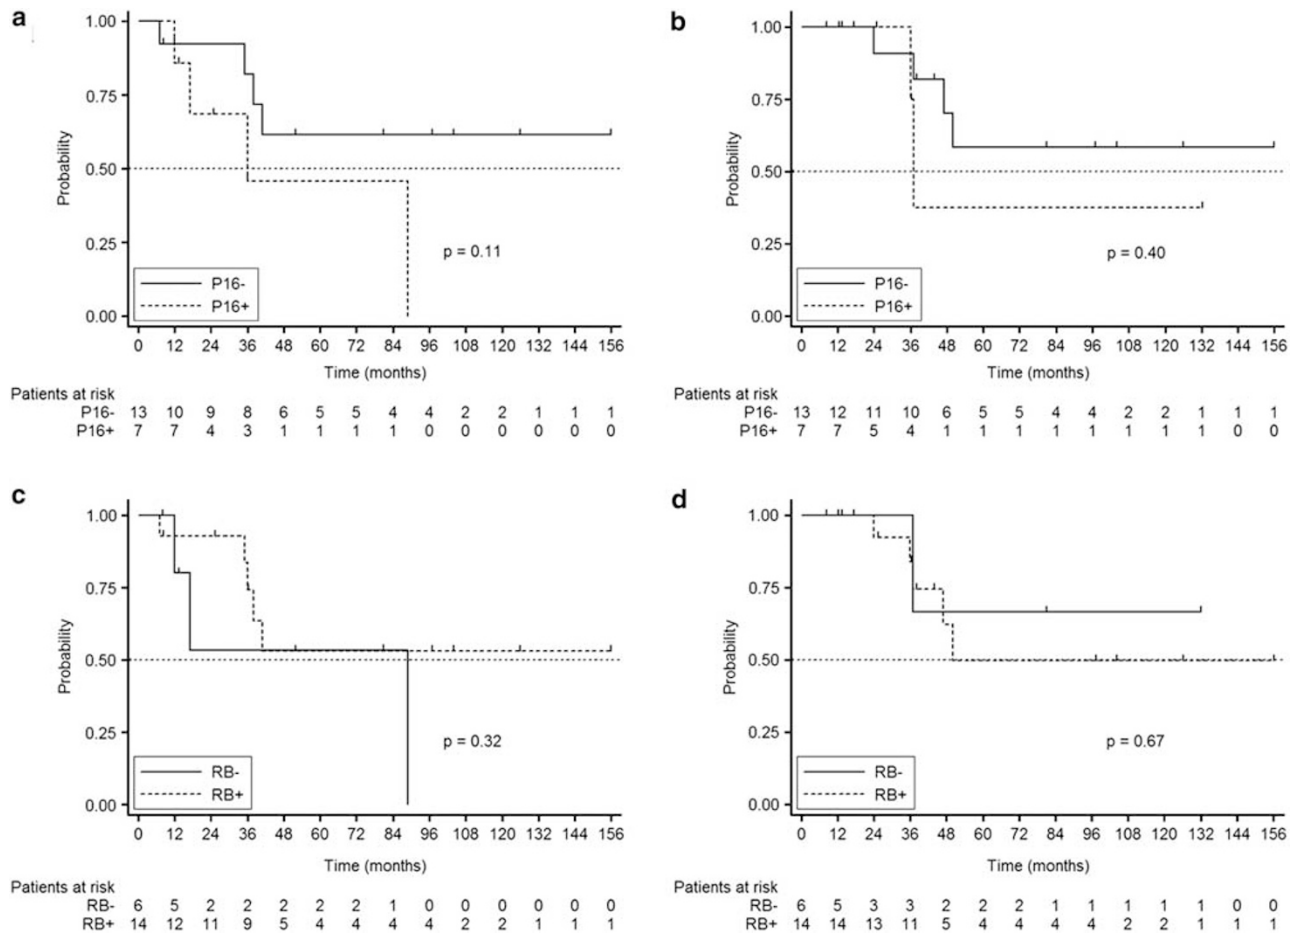 a
1.00
0.75
0.50
0.25
0.00
Probability
p = 0.11
P16-
P16+
0 12 24 36 48 60 72 84 96 108 120 132 144 156
Time (months)
Patients at risk
P16- 13 10 9 8 6 5 5 4 4 2 2 1 1 1
P16+ 7 7 4 3 1 1 1 1 0 0 0 0 0 0
b
1.00
0.75
0.50
0.25
0.00
Probability
p = 0.40
P16-
P16+
0 12 24 36 48 60 72 84 96 108 120 132 144 156
Time (months)
Patients at risk
P16- 13 12 11 10 6 5 5 4 4 2 2 1 1 1
P16+ 7 7 5 4 1 1 1 1 1 1 1 1 0 0
c
1.00
0.75
0.50
0.25
0.00
Probability
p = 0.32
RB-
RB+
0 12 24 36 48 60 72 84 96 108 120 132 144 156
Time (months)
Patients at risk
RB- 6 5 2 2 2 2 2 1 0 0 0 0 0 0
RB+ 14 12 11 9 5 4 4 4 4 2 2 1 1 1
d
1.00
0.75
0.50
0.25
0.00
Probability
p = 0.67
RB-
RB+
0 12 24 36 48 60 72 84 96 108 120 132 144 156
Time (months)
Patients at risk
RB- 6 5 3 3 2 2 2 1 1 1 1 1 0 0
RB+ 14 14 13 11 5 4 4 4 4 2 2 1 1 1